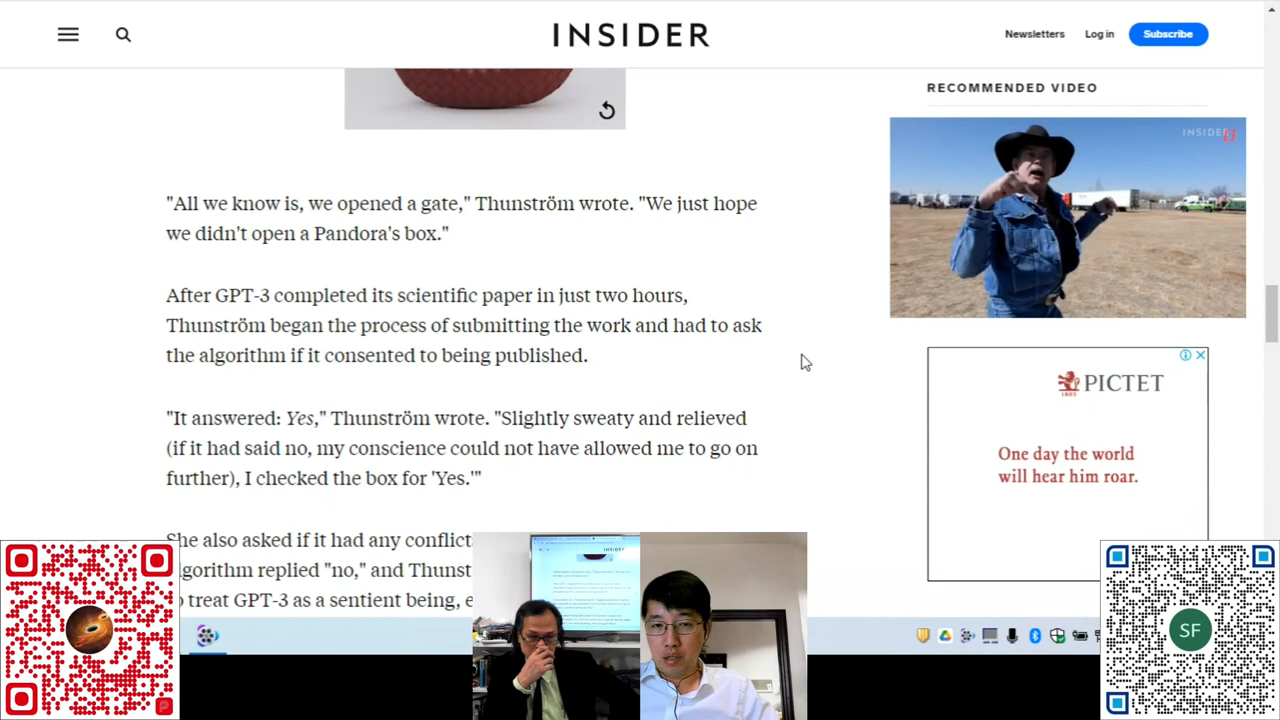 INSIDER
Newsletters
Log in
Subscribe
"All we know is, we opened a gate," Thunström wrote. "We just hope
we didn't open a Pandora's box."
After GPT-3 completed its scientific paper in just two hours,
Thunström began the process of submitting the work and had to ask
the algorithm if it consented to being published.
"It answered: Yes," Thunström wrote. "Slightly sweaty and relieved
(if it had said no, my conscience could not have allowed me to go on
further), I checked the box for 'Yes.'"
She also asked if it had any conflict
gorithm replied "no," and Thunst
o treat GPT-3 as a sentient being, e
RECOMMENDED VIDEO
INSIDER
PICTET
1805
One day the world
will hear him roar.
INSIDER
SF